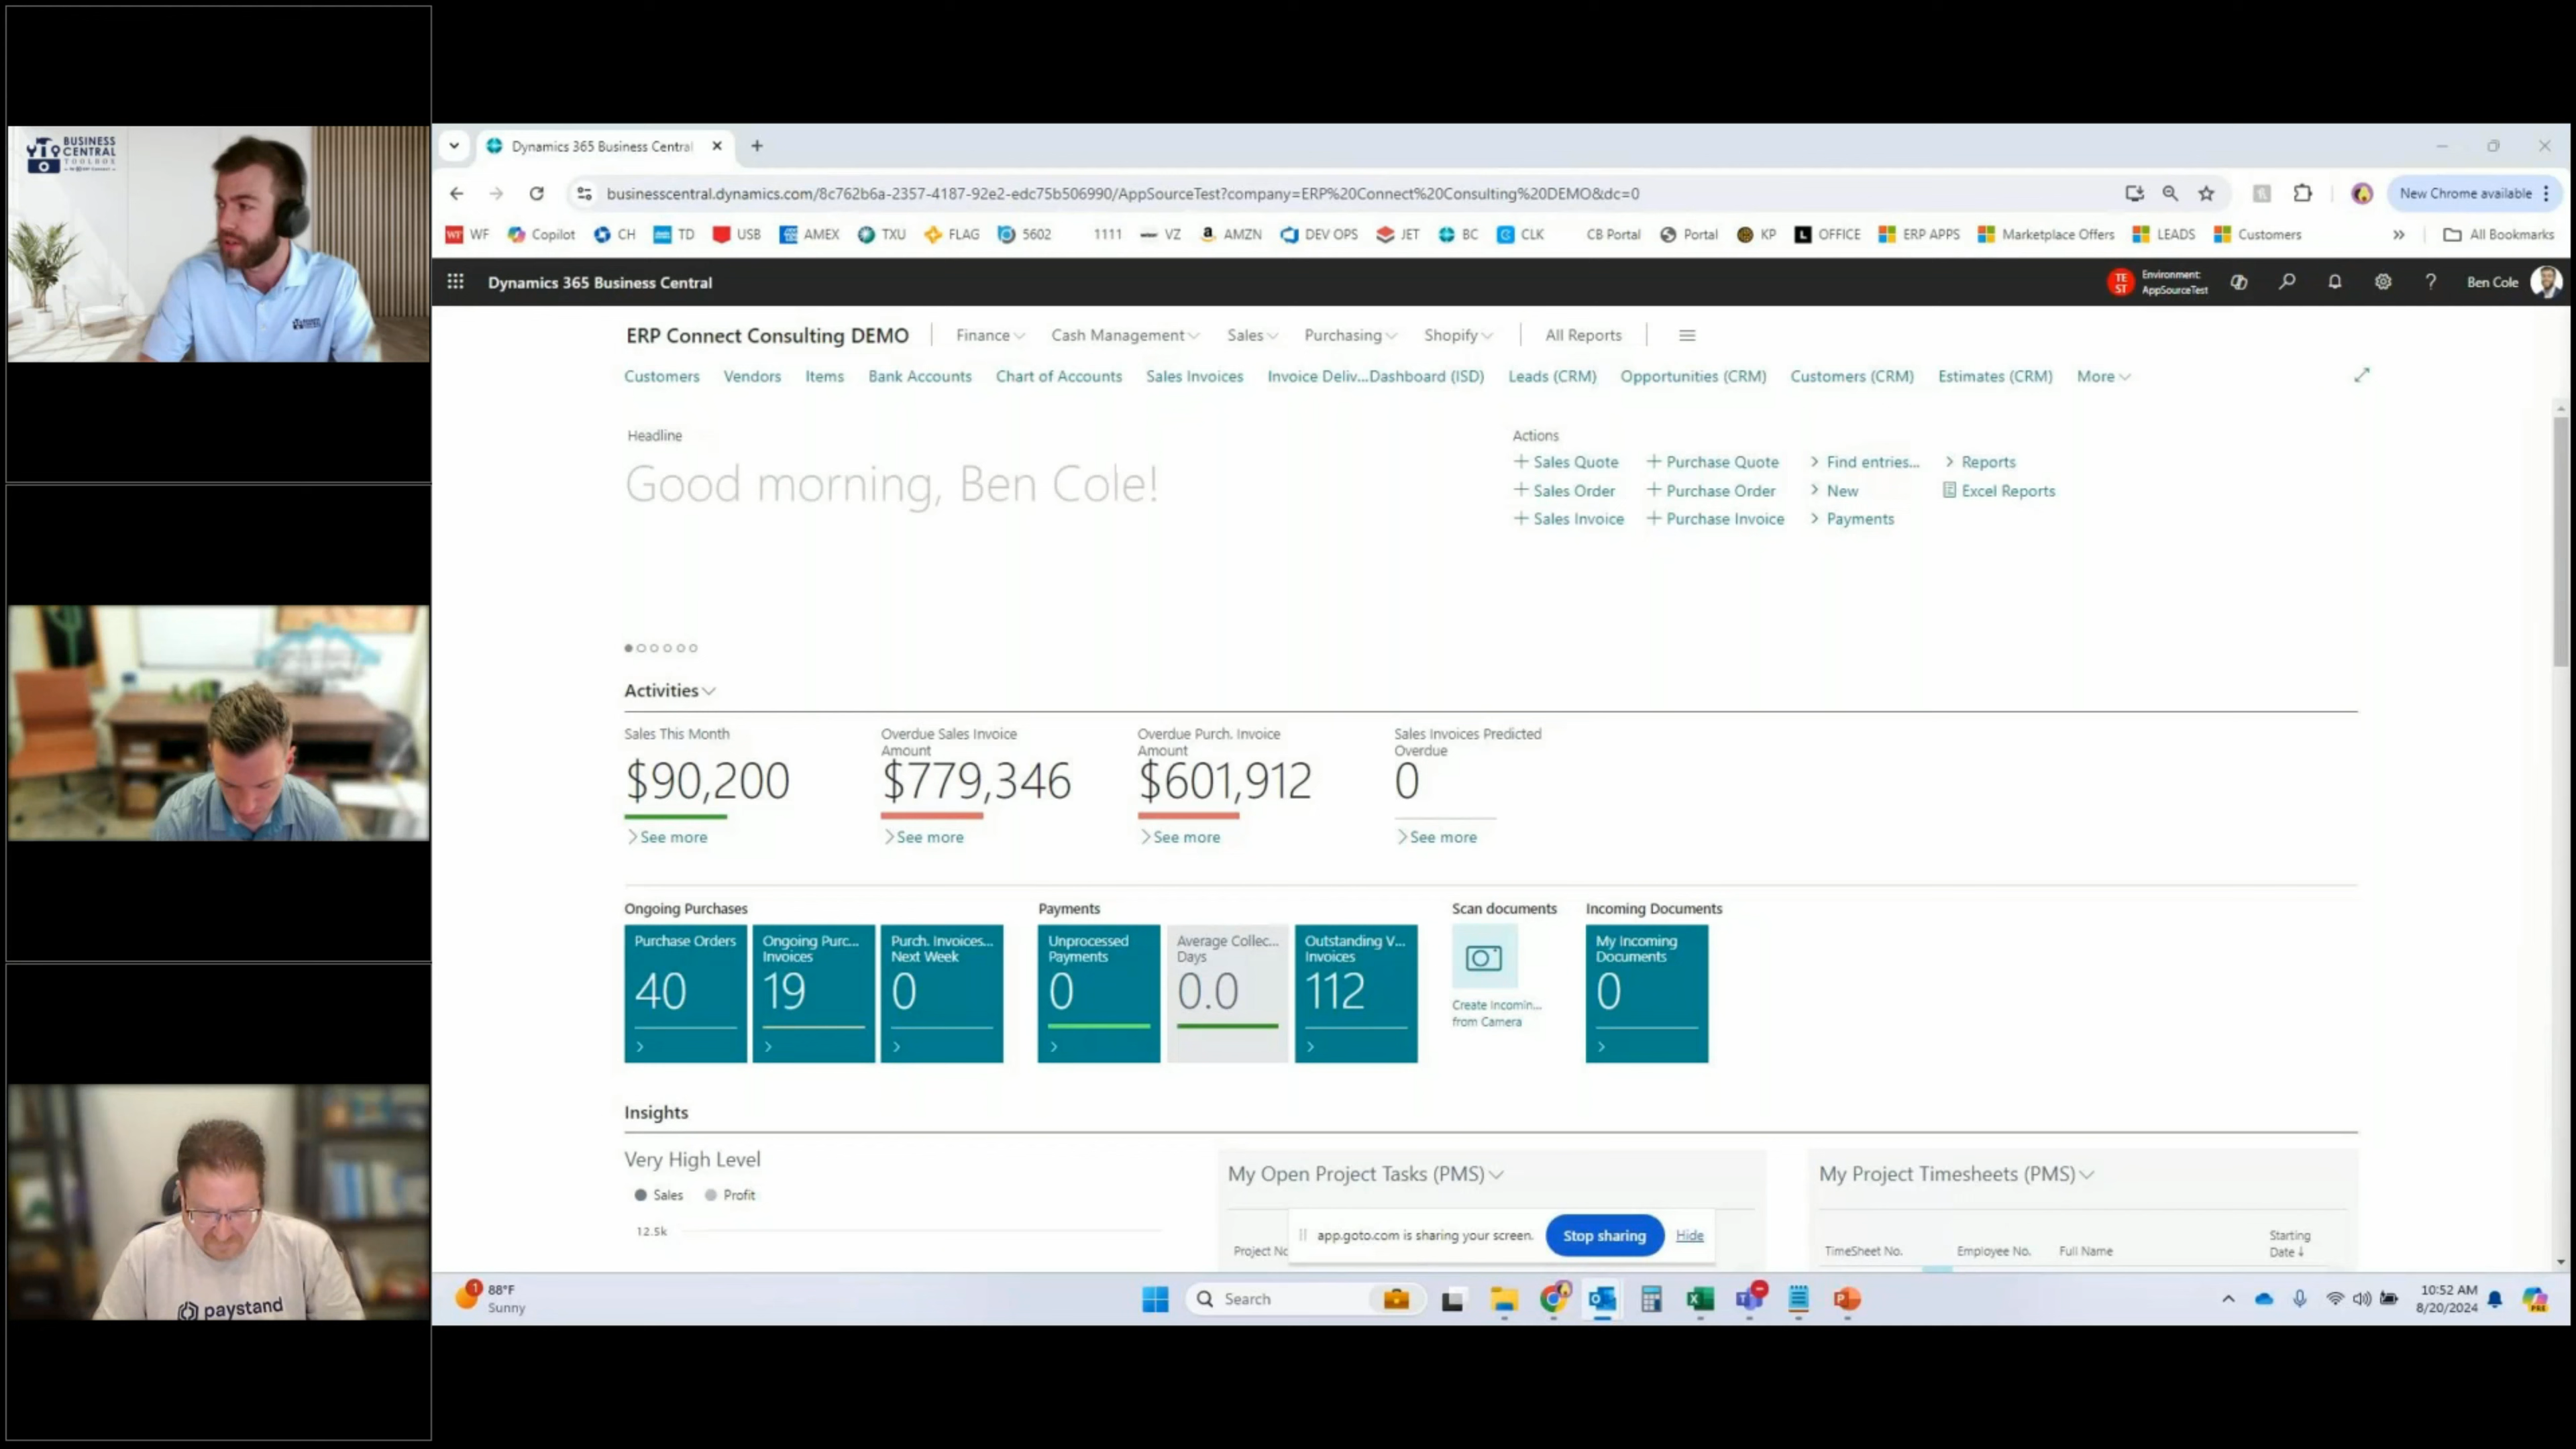 BUSINESS
CENTRAL
TOOLBOX
paystand
Dynamics 365 Business Central
businesscentral.dynamics.com/8c762b6a-2357-4187-92e2-edc75b506990/AppSourceTest?company=ERP%20Connect%20Consulting%20DEMO&dc=0
New Chrome available
WF Copilot CH TD USB AMEX TXU FLAG 5602 1111 VZ AMZN DEV OPS JET BC CLK CB Portal Portal KP OFFICE ERP APPS Marketplace Offers LEADS Customers » All Bookmarks
Dynamics 365 Business Central
TE
ST
Environment:
AppSourceTest
Ben Cole
ERP Connect Consulting DEMO Finance Cash Management Sales Purchasing Shopify All Reports
Customers Vendors Items Bank Accounts Chart of Accounts Sales Invoices Invoice Deliv...Dashboard (ISD) Leads (CRM) Opportunities (CRM) Customers (CRM) Estimates (CRM) More
Headline
Good morning, Ben Cole!
Actions
+ Sales Quote + Purchase Quote > Find entries... > Reports
+ Sales Order + Purchase Order > New Excel Reports
+ Sales Invoice + Purchase Invoice > Payments
Activities
Sales This Month
$90,200
>See more
Overdue Sales Invoice
Amount
$779,346
>See more
Overdue Purch. Invoice
Amount
$601,912
>See more
Sales Invoices Predicted
Overdue
0
>See more
Ongoing Purchases
Purchase Orders
40
Ongoing Purc...
Invoices
19
Purch. Invoices...
Next Week
0
Payments
Unprocessed
Payments
0
Average Collec...
Days
0.0
Outstanding V...
Invoices
112
Scan documents
Create Incomin...
from Camera
Incoming Documents
My Incoming
Documents
0
Insights
Very High Level
Sales Profit
12.5k
My Open Project Tasks (PMS)
Project No
My Project Timesheets (PMS)
TimeSheet No. Employee No. Full Name Starting
Date ↓
app.goto.com is sharing your screen. Stop sharing Hide
1
88°F
Sunny
Search
10:52 AM
8/20/2024
PRE